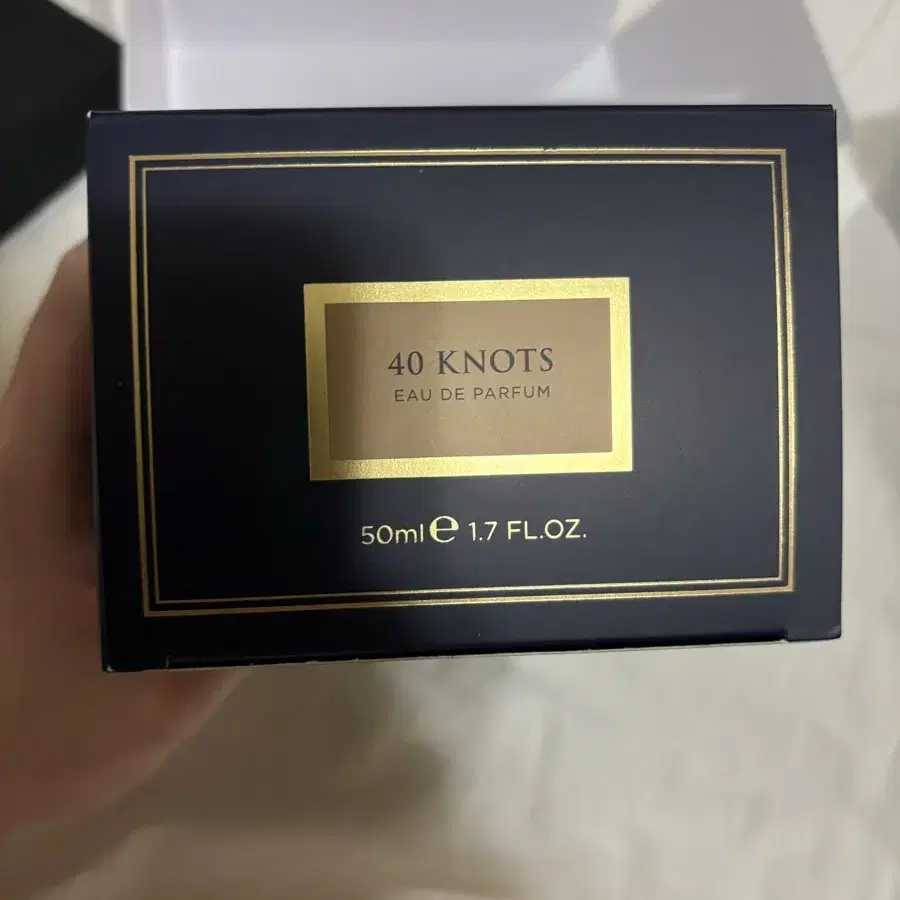 40 KNOTS
EAU DE PARFUM
50ml ℮ 1.7 FL.OZ.